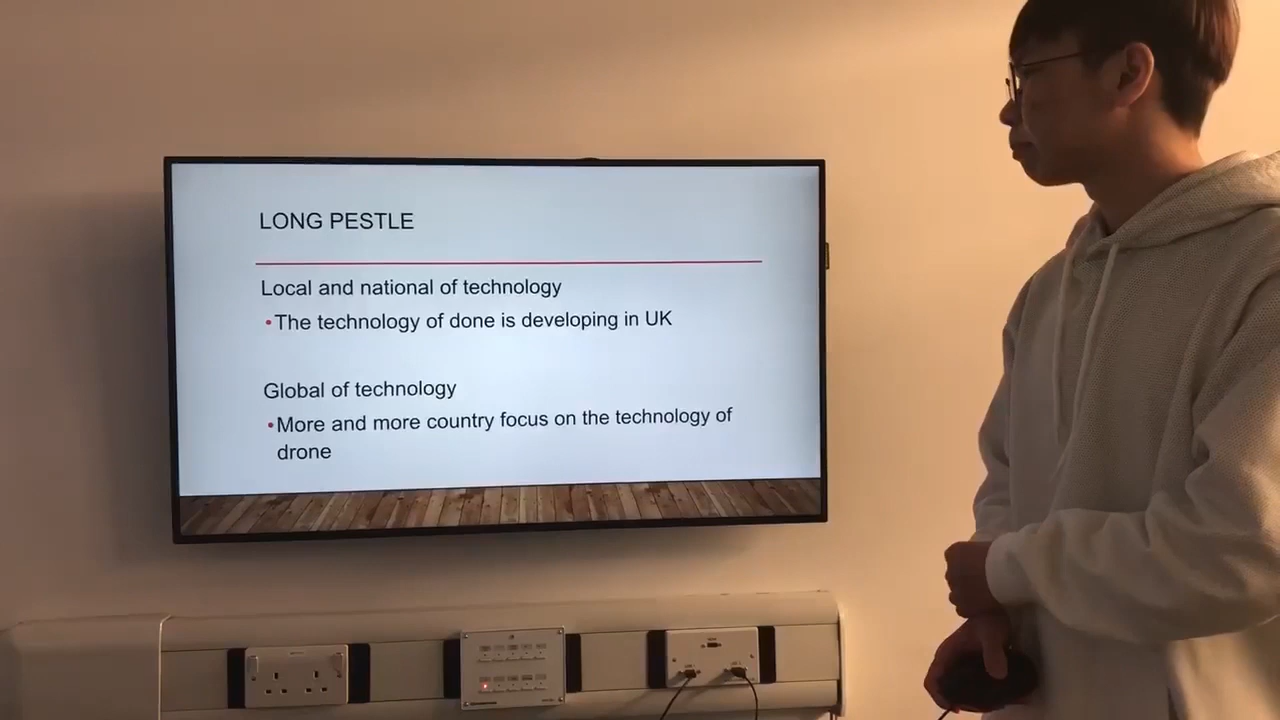 LONG PESTLE
Local and national of technology
•The technology of done is developing in UK
Global of technology
•More and more country focus on the technology of
drone